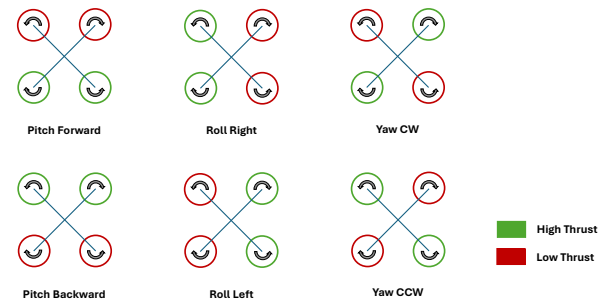 Pitch Forward
Roll Right
Yaw CW
High Thrust
Low Thrust
Pitch Backward
Roll Left
Yaw CCW